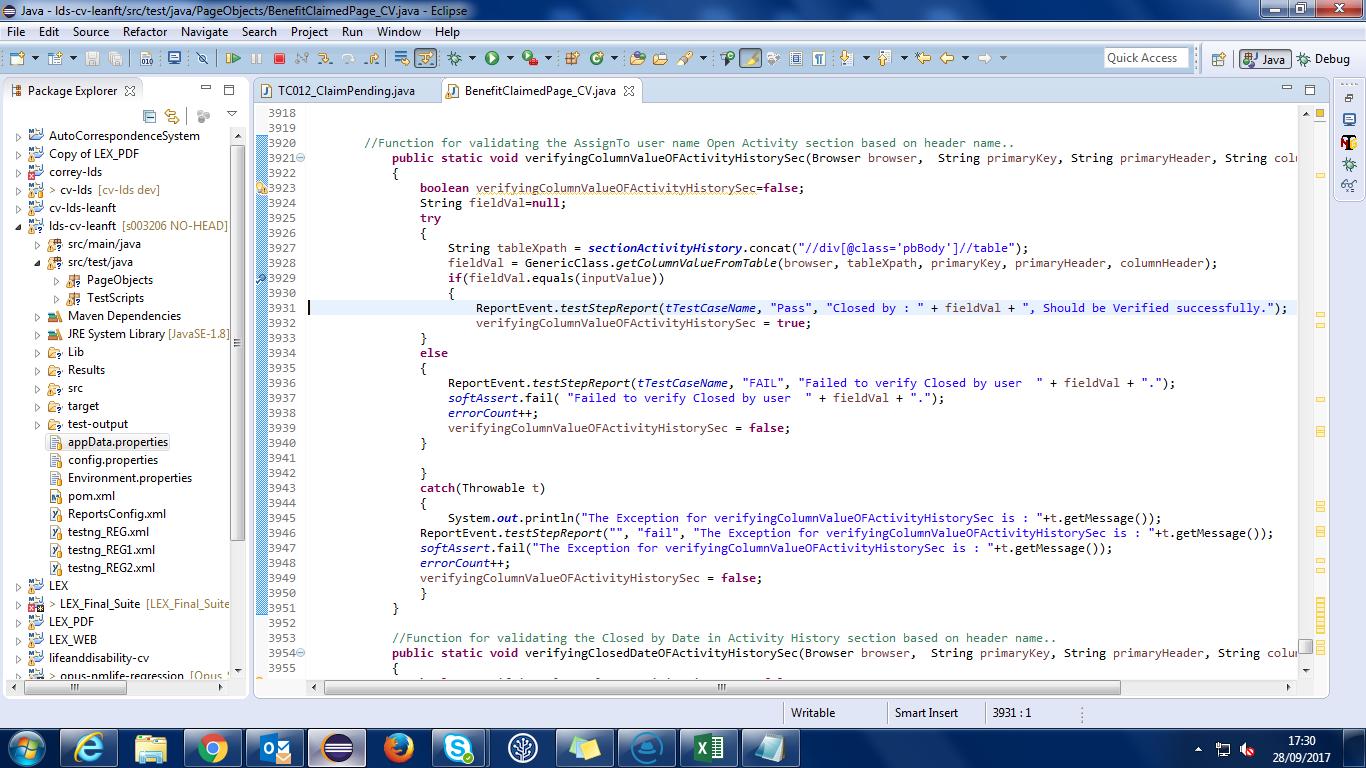 Java - lds-cv-leanft/src/test/java/PageObjects/BenefitClaimedPage_CV.java - Eclipse
File Edit Source Refactor Navigate Search Project Run Window Help
Quick Access Java Debug
Package Explorer
TC012_ClaimPending.java BenefitClaimedPage_CV.java
AutoCorrespondenceSystem
Copy of LEX_PDF
correy-lds
> cv-lds [cv-lds dev]
cv-lds-leanft
lds-cv-leanft [s003206 NO-HEAD]
src/main/java
src/test/java
PageObjects
TestScripts
Maven Dependencies
JRE System Library [JavaSE-1.8]
Lib
Results
src
target
test-output
appData.properties
config.properties
Environment.properties
pom.xml
ReportsConfig.xml
testng_REG.xml
testng_REG1.xml
testng_REG2.xml
LEX
> LEX_Final_Suite [LEX_Final_Suite
LEX_PDF
LEX_WEB
lifeanddisability-cv
> opus-nmlife-regression [Opus
3918
3919
3920 //Function for validating the AssignTo user name Open Activity section based on header name..
3921 public static void verifyingColumnValueOFActivityHistorySec(Browser browser,  String primaryKey, String primaryHeader, String colu
3922 {
3923 boolean verifyingColumnValueOFActivityHistorySec=false;
3924 String fieldVal=null;
3925 try
3926 {
3927 String tableXpath = sectionActivityHistory.concat("//div[@class='pbBody']//table");
3928 fieldVal = GenericClass.getColumnValueFromTable(browser, tableXpath, primaryKey, primaryHeader, columnHeader);
3929 if(fieldVal.equals(inputValue))
3930 {
3931 ReportEvent.testStepReport(tTestCaseName, "Pass", "Closed by : " + fieldVal + ", Should be Verified successfully.");
3932 verifyingColumnValueOFActivityHistorySec = true;
3933 }
3934 else
3935 {
3936 ReportEvent.testStepReport(tTestCaseName, "FAIL", "Failed to verify Closed by user  " + fieldVal + ".");
3937 softAssert.fail( "Failed to verify Closed by user  " + fieldVal + ".");
3938 errorCount++;
3939 verifyingColumnValueOFActivityHistorySec = false;
3940 }
3941
3942 }
3943 catch(Throwable t)
3944 {
3945 System.out.println("The Exception for verifyingColumnValueOFActivityHistorySec is : "+t.getMessage());
3946 ReportEvent.testStepReport("", "fail", "The Exception for verifyingColumnValueOFActivityHistorySec is : "+t.getMessage());
3947 softAssert.fail("The Exception for verifyingColumnValueOFActivityHistorySec is : "+t.getMessage());
3948 errorCount++;
3949 verifyingColumnValueOFActivityHistorySec = false;
3950 }
3951 }
3952
3953 //Function for validating the Closed by Date in Activity History section based on header name..
3954 public static void verifyingClosedDateOFActivityHistorySec(Browser browser,  String primaryKey, String primaryHeader, String colum
3955 {
Writable Smart Insert 3931 : 1
17:30
28/09/2017